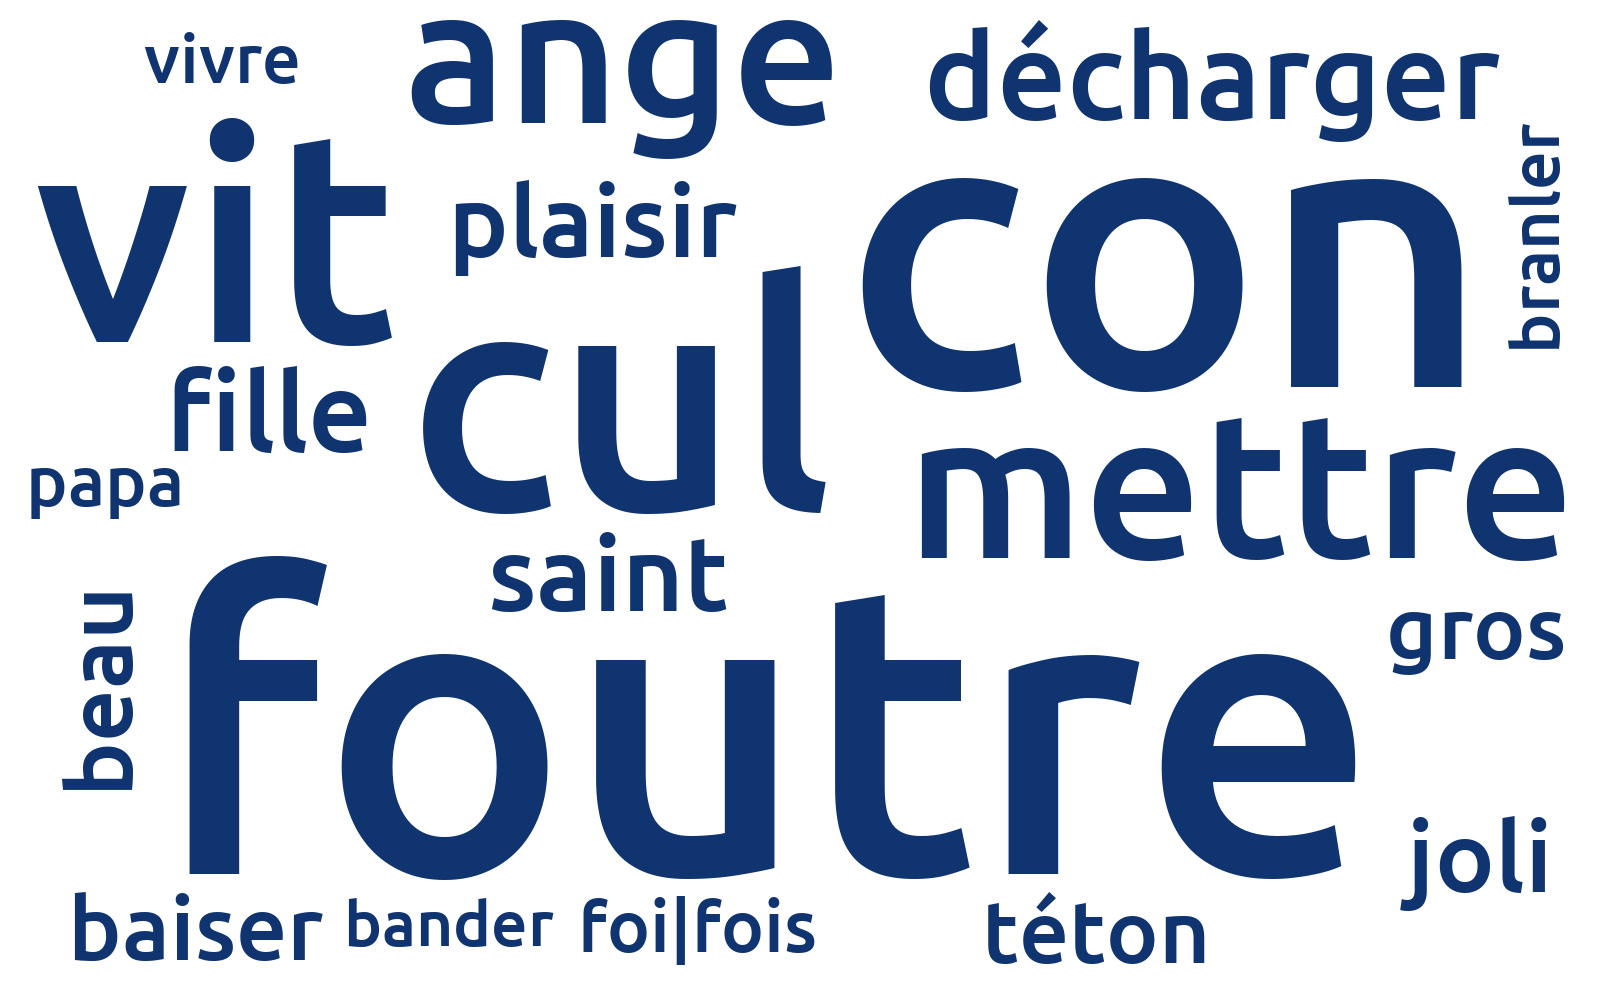 vivre
ange
décharger
vit
plaisir
con
branler
fille
cul
mettre
papa
saint
beau
foutre
gros
joli
baiser
bander
foi|fois
téton